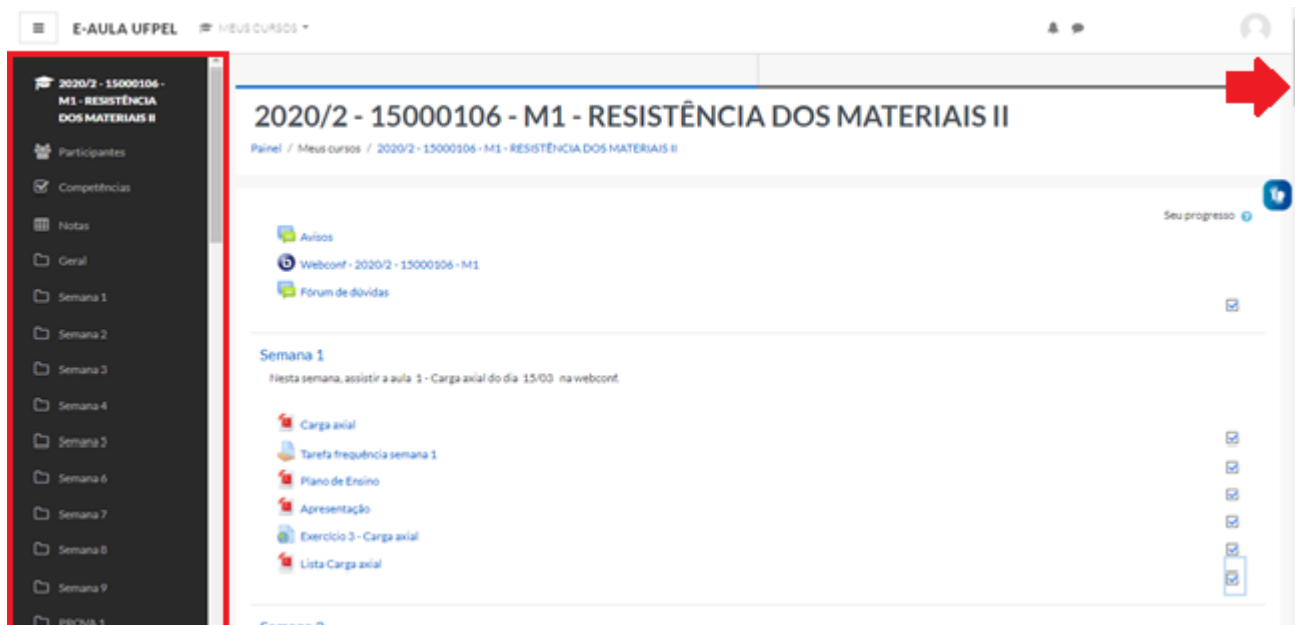 E-AULA UFPEL MEUS CURSOS
2020/2 - 15000106 -
M1 - RESISTÊNCIA
DOS MATERIAIS II
Participantes
Competências
Notas
Geral
Semana 1
Semana 2
Semana 3
Semana 4
Semana 5
Semana 6
Semana 7
Semana 8
Semana 9
PROVA 1
2020/2 - 15000106 - M1 - RESISTÊNCIA DOS MATERIAIS II
Painel / Meus cursos / 2020/2 - 15000106 - M1 - RESISTÊNCIA DOS MATERIAIS II
Seu progresso
Avisos
Webconf - 2020/2 - 15000106 - M1
Fórum de dúvidas
Semana 1
Nesta semana, assistir a aula 1 - Carga axial do dia 15/03 na webconf.
Carga axial
Tarefa frequência semana 1
Plano de Ensino
Apresentação
Exercício 3 - Carga axial
Lista Carga axial